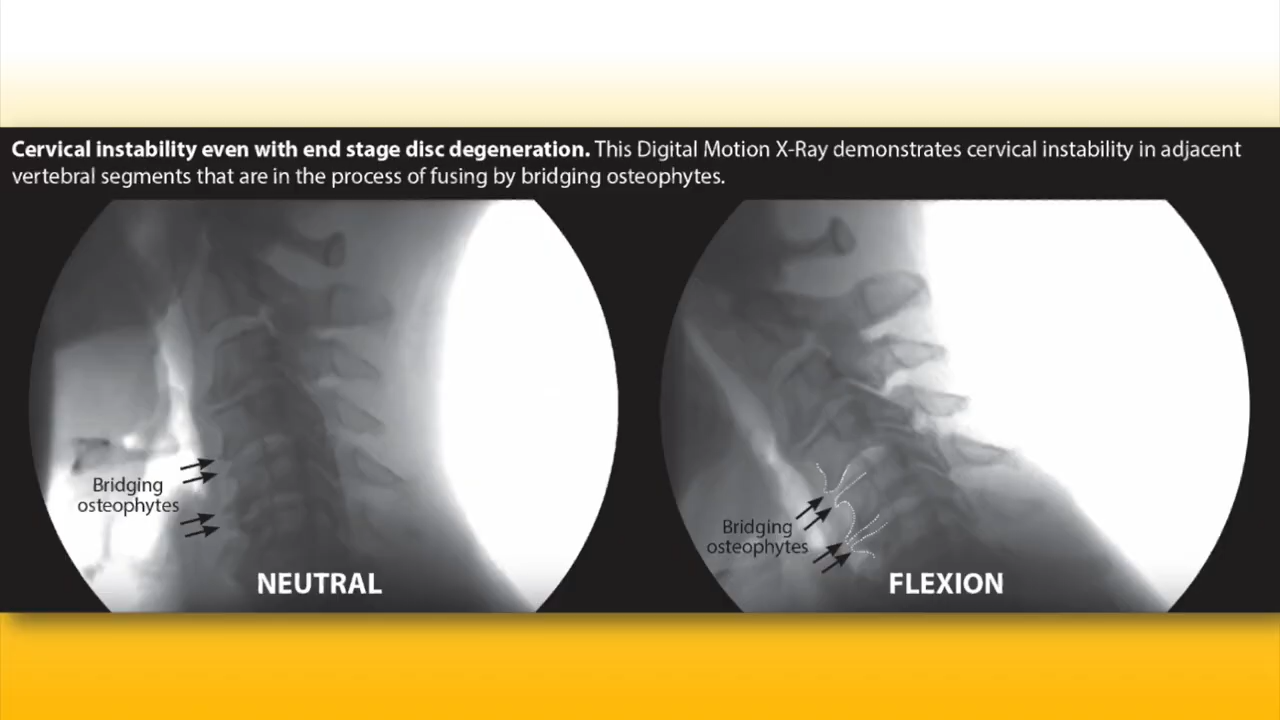 Cervical instability even with end stage disc degeneration. This Digital Motion X-Ray demonstrates cervical instability in adjacent
vertebral segments that are in the process of fusing by bridging osteophytes.
Bridging
osteophytes
NEUTRAL
Bridging
osteophytes
FLEXION